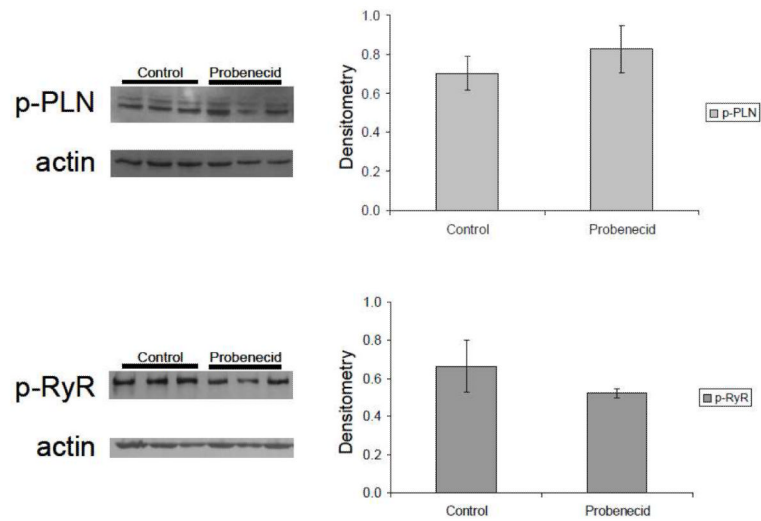 Control Probenecid
p-PLN
actin
1.0
0.8
0.6
0.4
0.2
0.0
Densitometry
Control Probenecid
p-PLN
Control Probenecid
p-RyR
actin
1.0
0.8
0.6
0.4
0.2
0.0
Densitometry
Control Probenecid
p-RyR